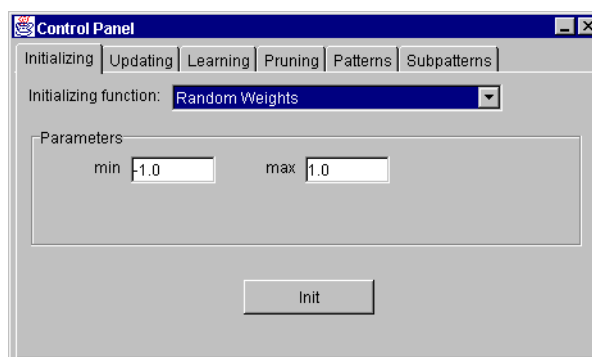 Control Panel
Initializing Updating Learning Pruning Patterns Subpatterns
Initializing function: Random Weights
Parameters
min -1.0 max 1.0
Init